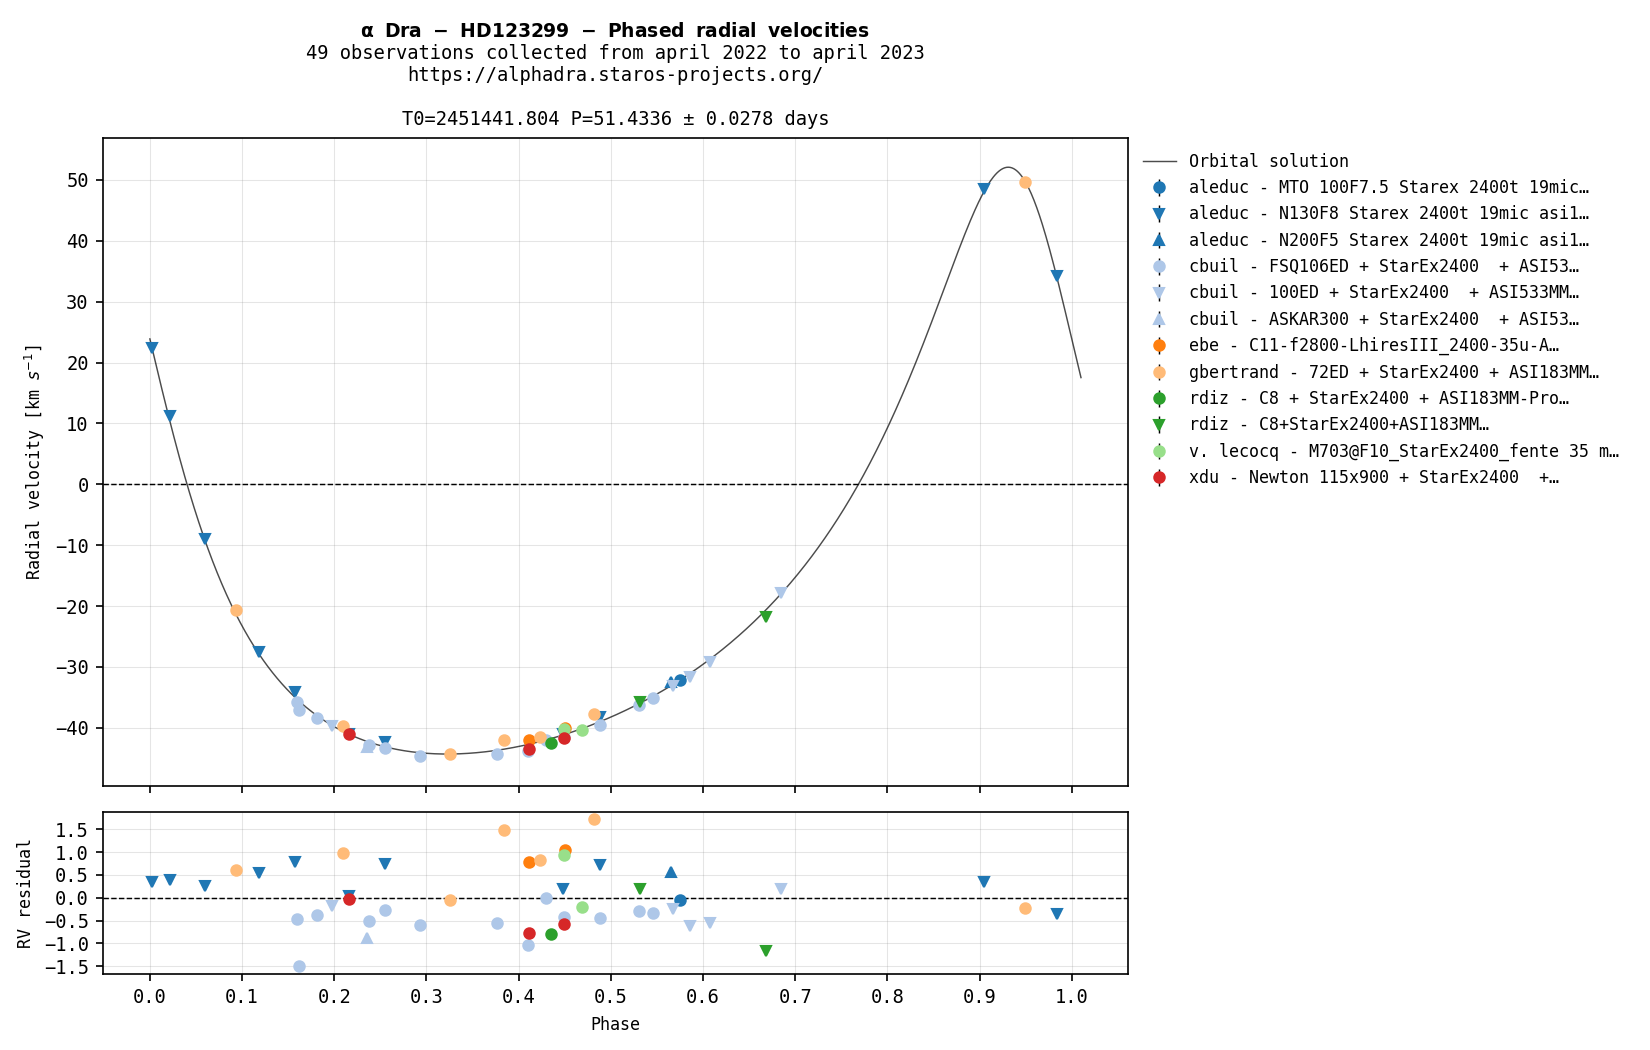 α Dra − HD123299 − Phased radial velocities
49 observations collected from april 2022 to april 2023
https://alphadra.staros-projects.org/
T0=2451441.804 P=51.4336 ± 0.0278 days
Radial velocity [km s⁻¹]
50
40
30
20
10
0
−10
−20
−30
−40
Orbital solution
aleduc - MTO 100F7.5 Starex 2400t 19mic…
aleduc - N130F8 Starex 2400t 19mic asi1…
aleduc - N200F5 Starex 2400t 19mic asi1…
cbuil - FSQ106ED + StarEx2400  + ASI53…
cbuil - 100ED + StarEx2400  + ASI533MM…
cbuil - ASKAR300 + StarEx2400  + ASI53…
ebe - C11-f2800-LhiresIII_2400-35u-A…
gbertrand - 72ED + StarEx2400 + ASI183MM…
rdiz - C8 + StarEx2400 + ASI183MM-Pro…
rdiz - C8+StarEx2400+ASI183MM…
v. lecocq - M703@F10_StarEx2400_fente 35 m…
xdu - Newton 115x900 + StarEx2400  +…
RV residual
1.5
1.0
0.5
0.0
−0.5
−1.0
−1.5
0.0 0.1 0.2 0.3 0.4 0.5 0.6 0.7 0.8 0.9 1.0
Phase